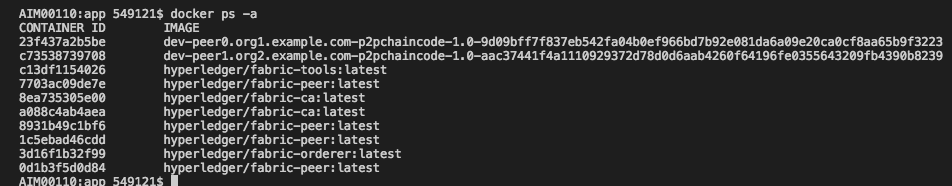 AIM00110:app 549121$ docker ps -a
CONTAINER ID IMAGE
23f437a2b5be dev-peer0.org1.example.com-p2pchaincode-1.0-9d09bff7f837eb542fa04b0ef966bd7b92e081da6a09e20ca0cf8aa65b9f3223
c73538739708 dev-peer1.org2.example.com-p2pchaincode-1.0-aac37441f4a1110929372d78d0d6aab4260f64196fe0355643209fb4390b8239
c13df1154026 hyperledger/fabric-tools:latest
7703ac09de7e hyperledger/fabric-peer:latest
8ea735305e00 hyperledger/fabric-ca:latest
a088c4ab4aea hyperledger/fabric-ca:latest
8931b49c1bf6 hyperledger/fabric-peer:latest
1c5ebad46cdd hyperledger/fabric-peer:latest
3d16f1b32f99 hyperledger/fabric-orderer:latest
0d1b3f5d0d84 hyperledger/fabric-peer:latest
AIM00110:app 549121$